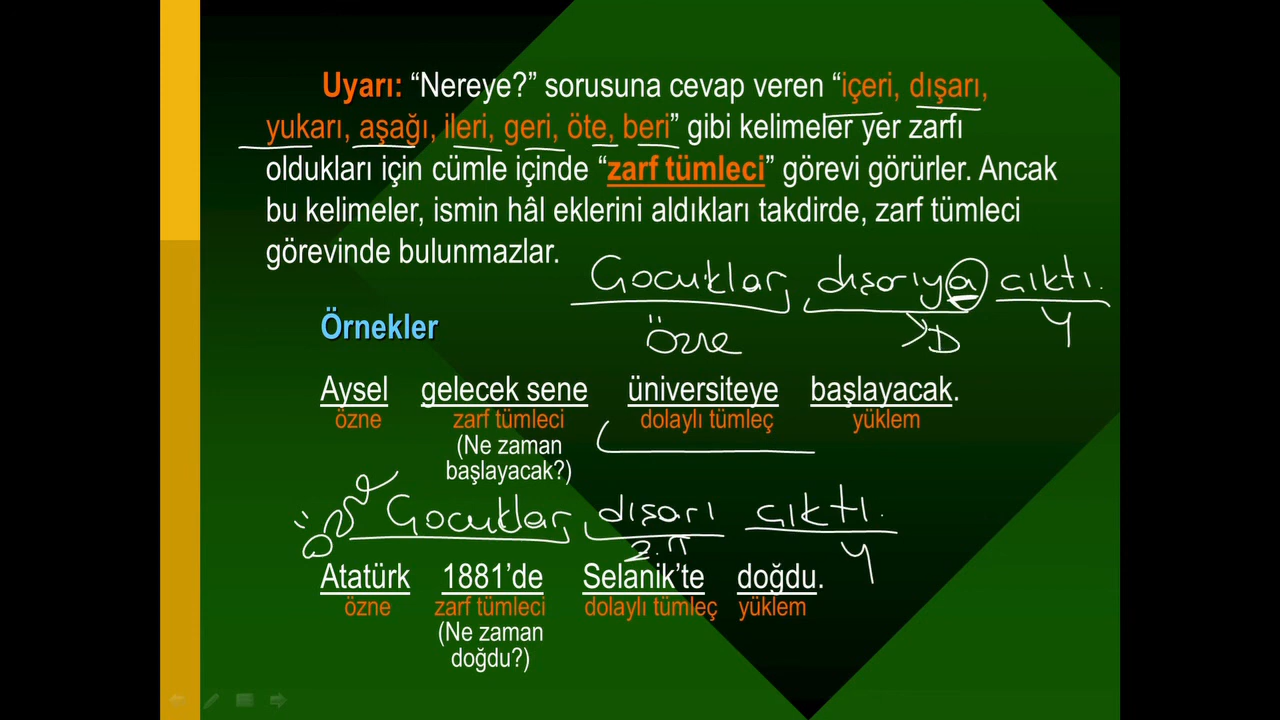 Uyarı: “Nereye?” sorusuna cevap veren “içeri, dışarı,
yukarı, aşağı, ileri, geri, öte, beri” gibi kelimeler yer zarfı
oldukları için cümle içinde “zarf tümleci” görevi görürler. Ancak
bu kelimeler, ismin hâl eklerini aldıkları takdirde, zarf tümleci
görevinde bulunmazlar.
Çocuklar dışarıya çıktı.
Özne D Y
Örnekler
Aysel gelecek sene üniversiteye başlayacak.
özne zarf tümleci dolaylı tümleç yüklem
(Ne zaman
başlayacak?)
Çocuklar dışarı çıktı.
özne Z.T Y
Atatürk 1881’de Selanik’te doğdu.
özne zarf tümleci dolaylı tümleç yüklem
(Ne zaman
doğdu?)